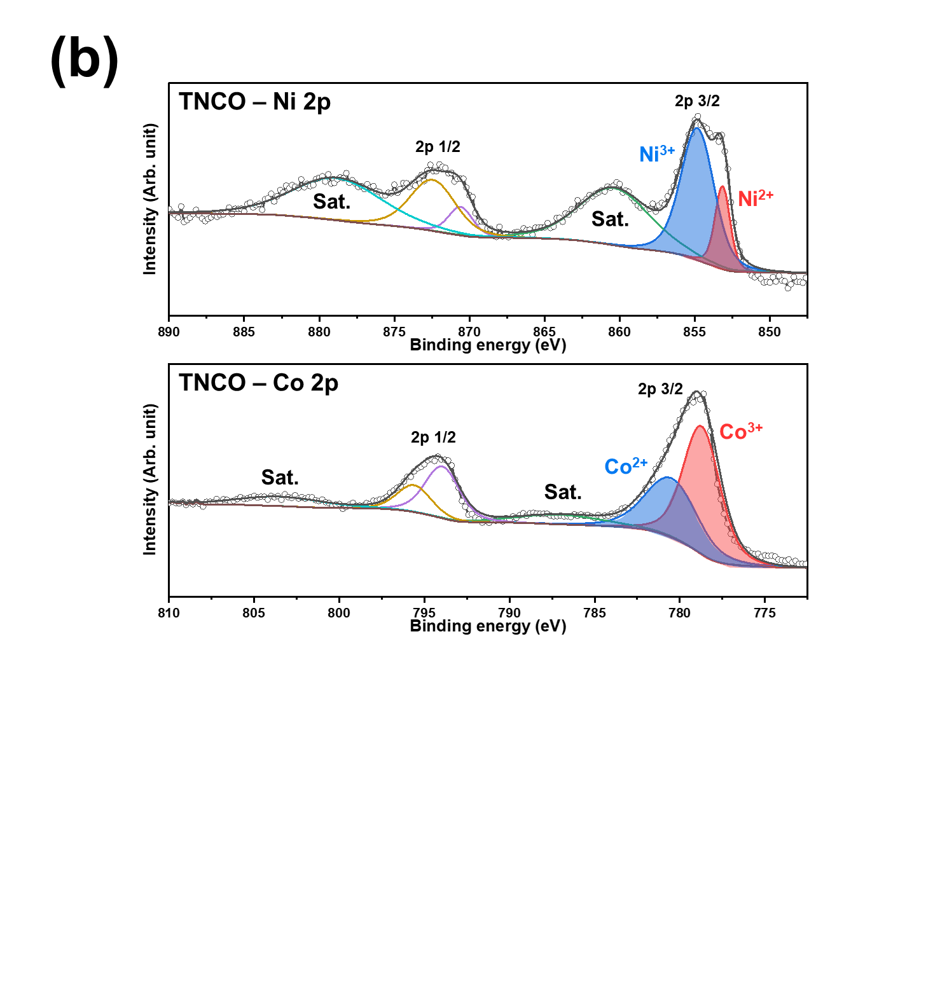 (b)
TNCO – Ni 2p
2p 3/2
2p 1/2
Ni³⁺
Ni²⁺
Sat.
Sat.
Intensity (Arb. unit)
890 885 880 875 870 865 860 855 850
Binding energy (eV)
TNCO – Co 2p
2p 3/2
Co³⁺
2p 1/2
Co²⁺
Sat.
Sat.
Intensity (Arb. unit)
810 805 800 795 790 785 780 775
Binding energy (eV)